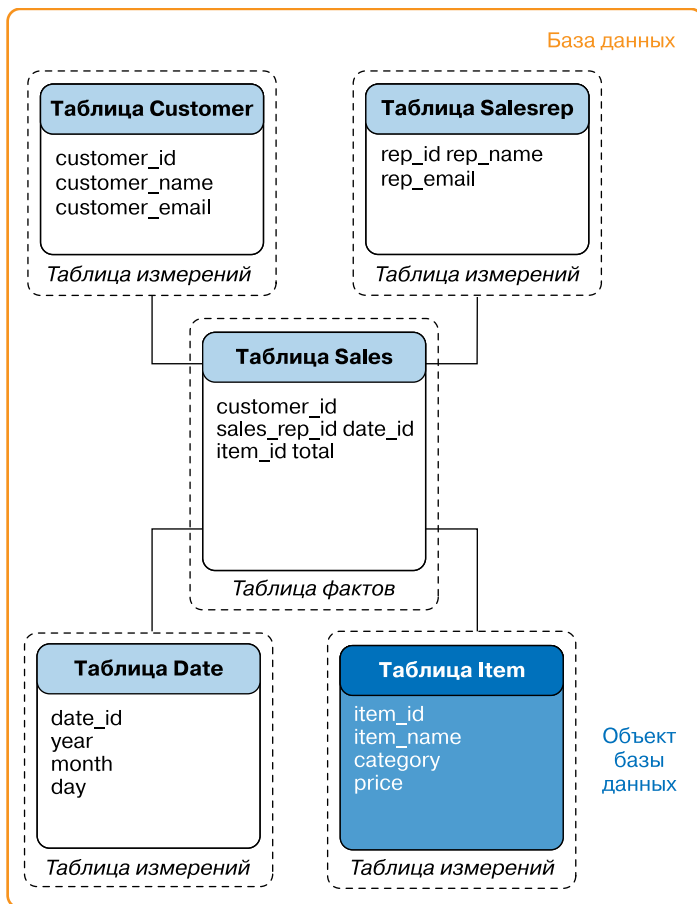 База данных
Таблица Customer
customer_id
customer_name
customer_email
Таблица измерений
Таблица Salesrep
rep_id rep_name
rep_email
Таблица измерений
Таблица Sales
customer_id
sales_rep_id date_id
item_id total
Таблица фактов
Таблица Date
date_id
year
month
day
Таблица измерений
Таблица Item
item_id
item_name
category
price
Таблица измерений
Объект
базы
данных